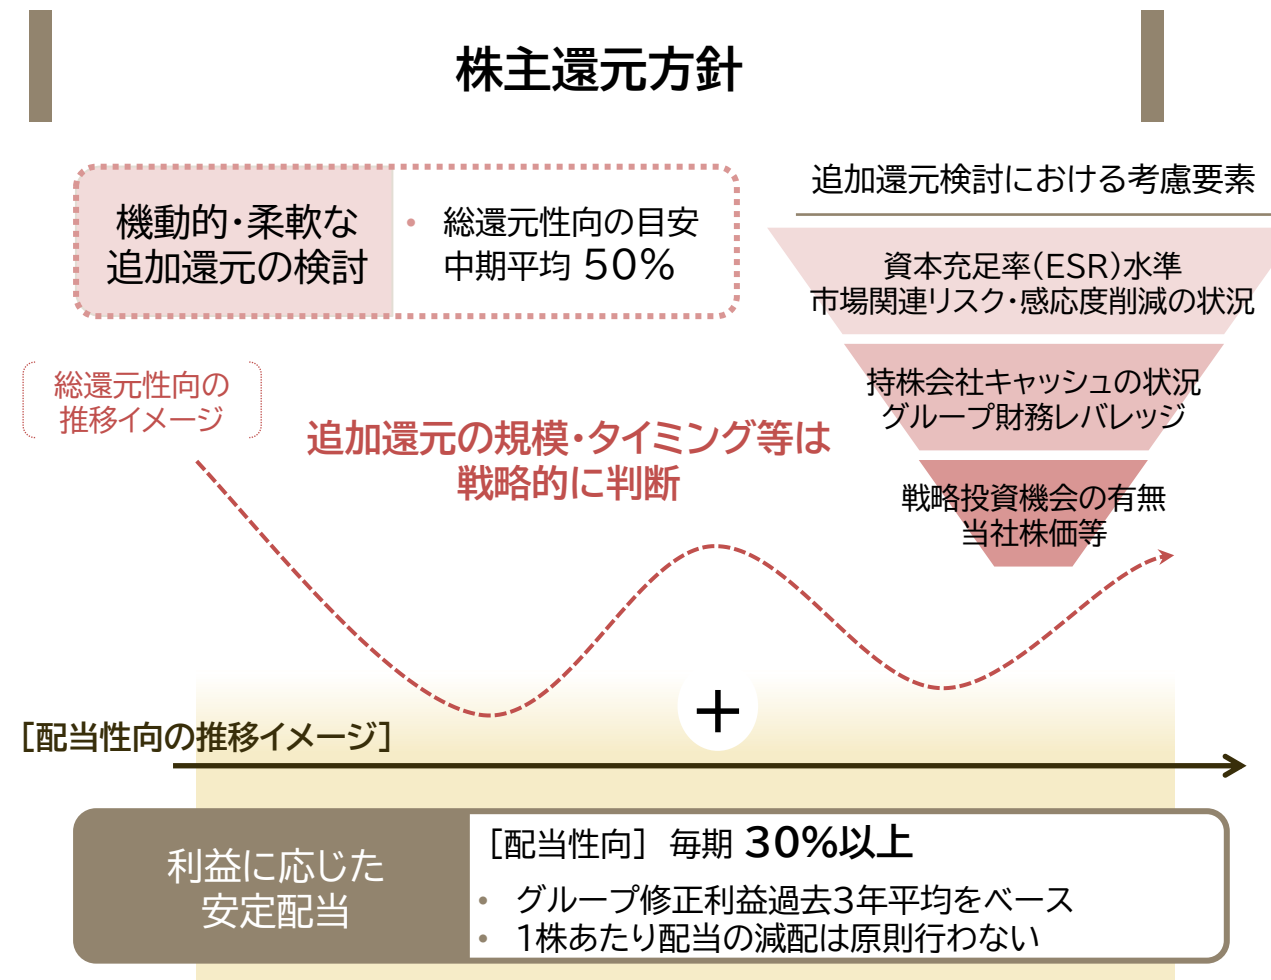 株主還元方針
機動的・柔軟な
追加還元の検討
• 総還元性向の目安
中期平均 50%
追加還元検討における考慮要素
資本充足率(ESR)水準
市場関連リスク・感応度削減の状況
持株会社キャッシュの状況
グループ財務レバレッジ
戦略投資機会の有無
当社株価等
総還元性向の
推移イメージ
追加還元の規模・タイミング等は
戦略的に判断
+
[配当性向の推移イメージ]
利益に応じた
安定配当
[配当性向] 毎期 30%以上
• グループ修正利益過去3年平均をベース
• 1株あたり配当の減配は原則行わない